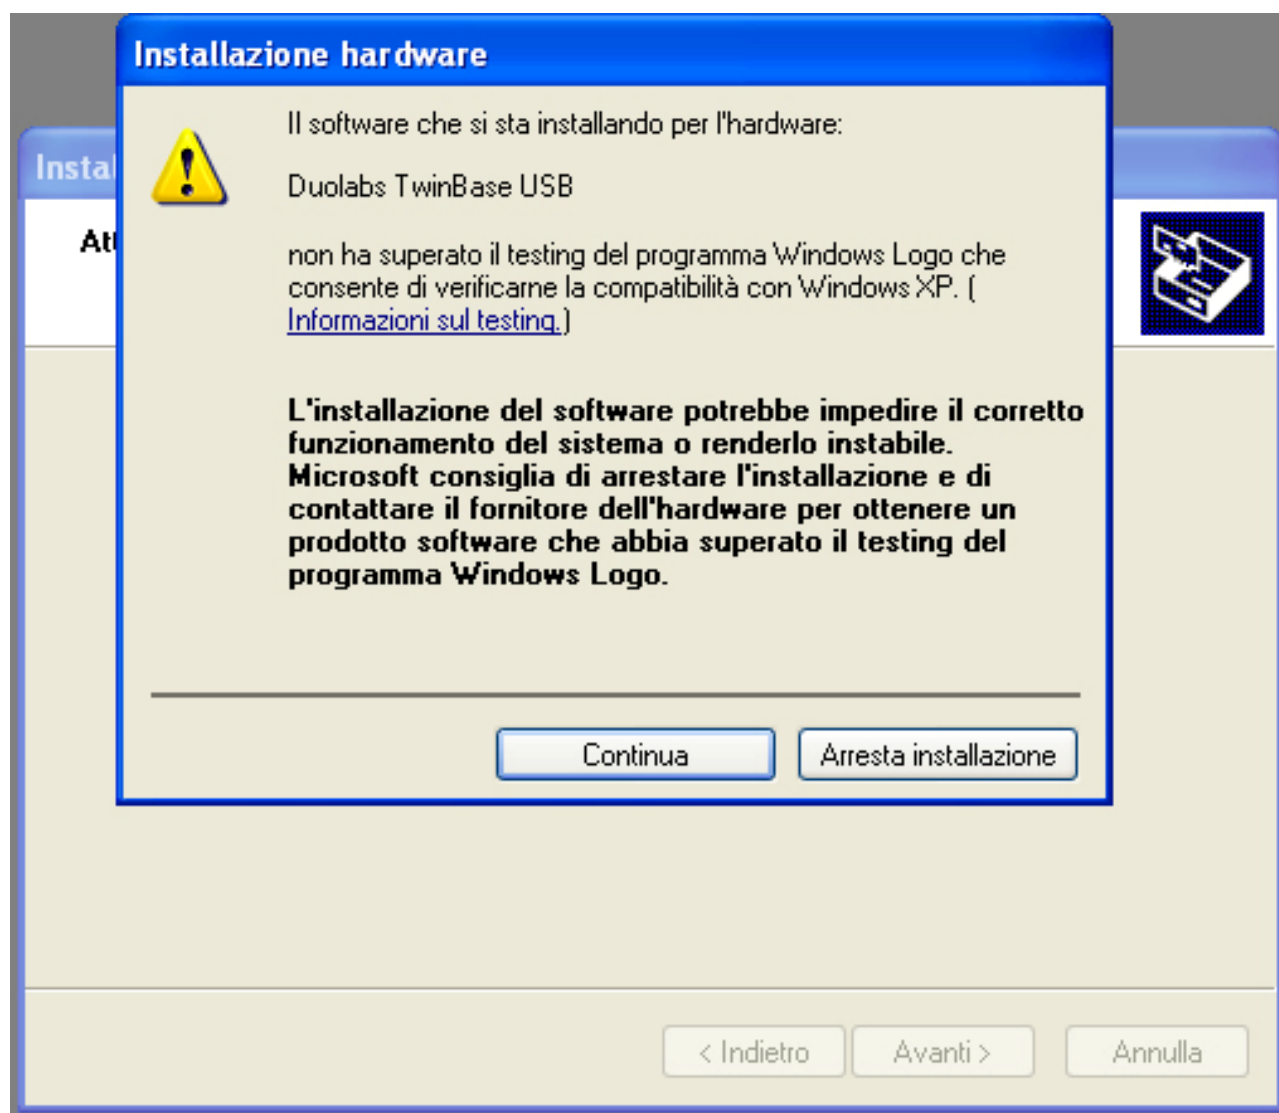 Installazione hardware
Il software che si sta installando per l'hardware:
Duolabs TwinBase USB
non ha superato il testing del programma Windows Logo che
consente di verificarne la compatibilità con Windows XP. (
Informazioni sul testing.)
L'installazione del software potrebbe impedire il corretto
funzionamento del sistema o renderlo instabile.
Microsoft consiglia di arrestare l'installazione e di
contattare il fornitore dell'hardware per ottenere un
prodotto software che abbia superato il testing del
programma Windows Logo.
Continua
Arresta installazione
< Indietro
Avanti >
Annulla